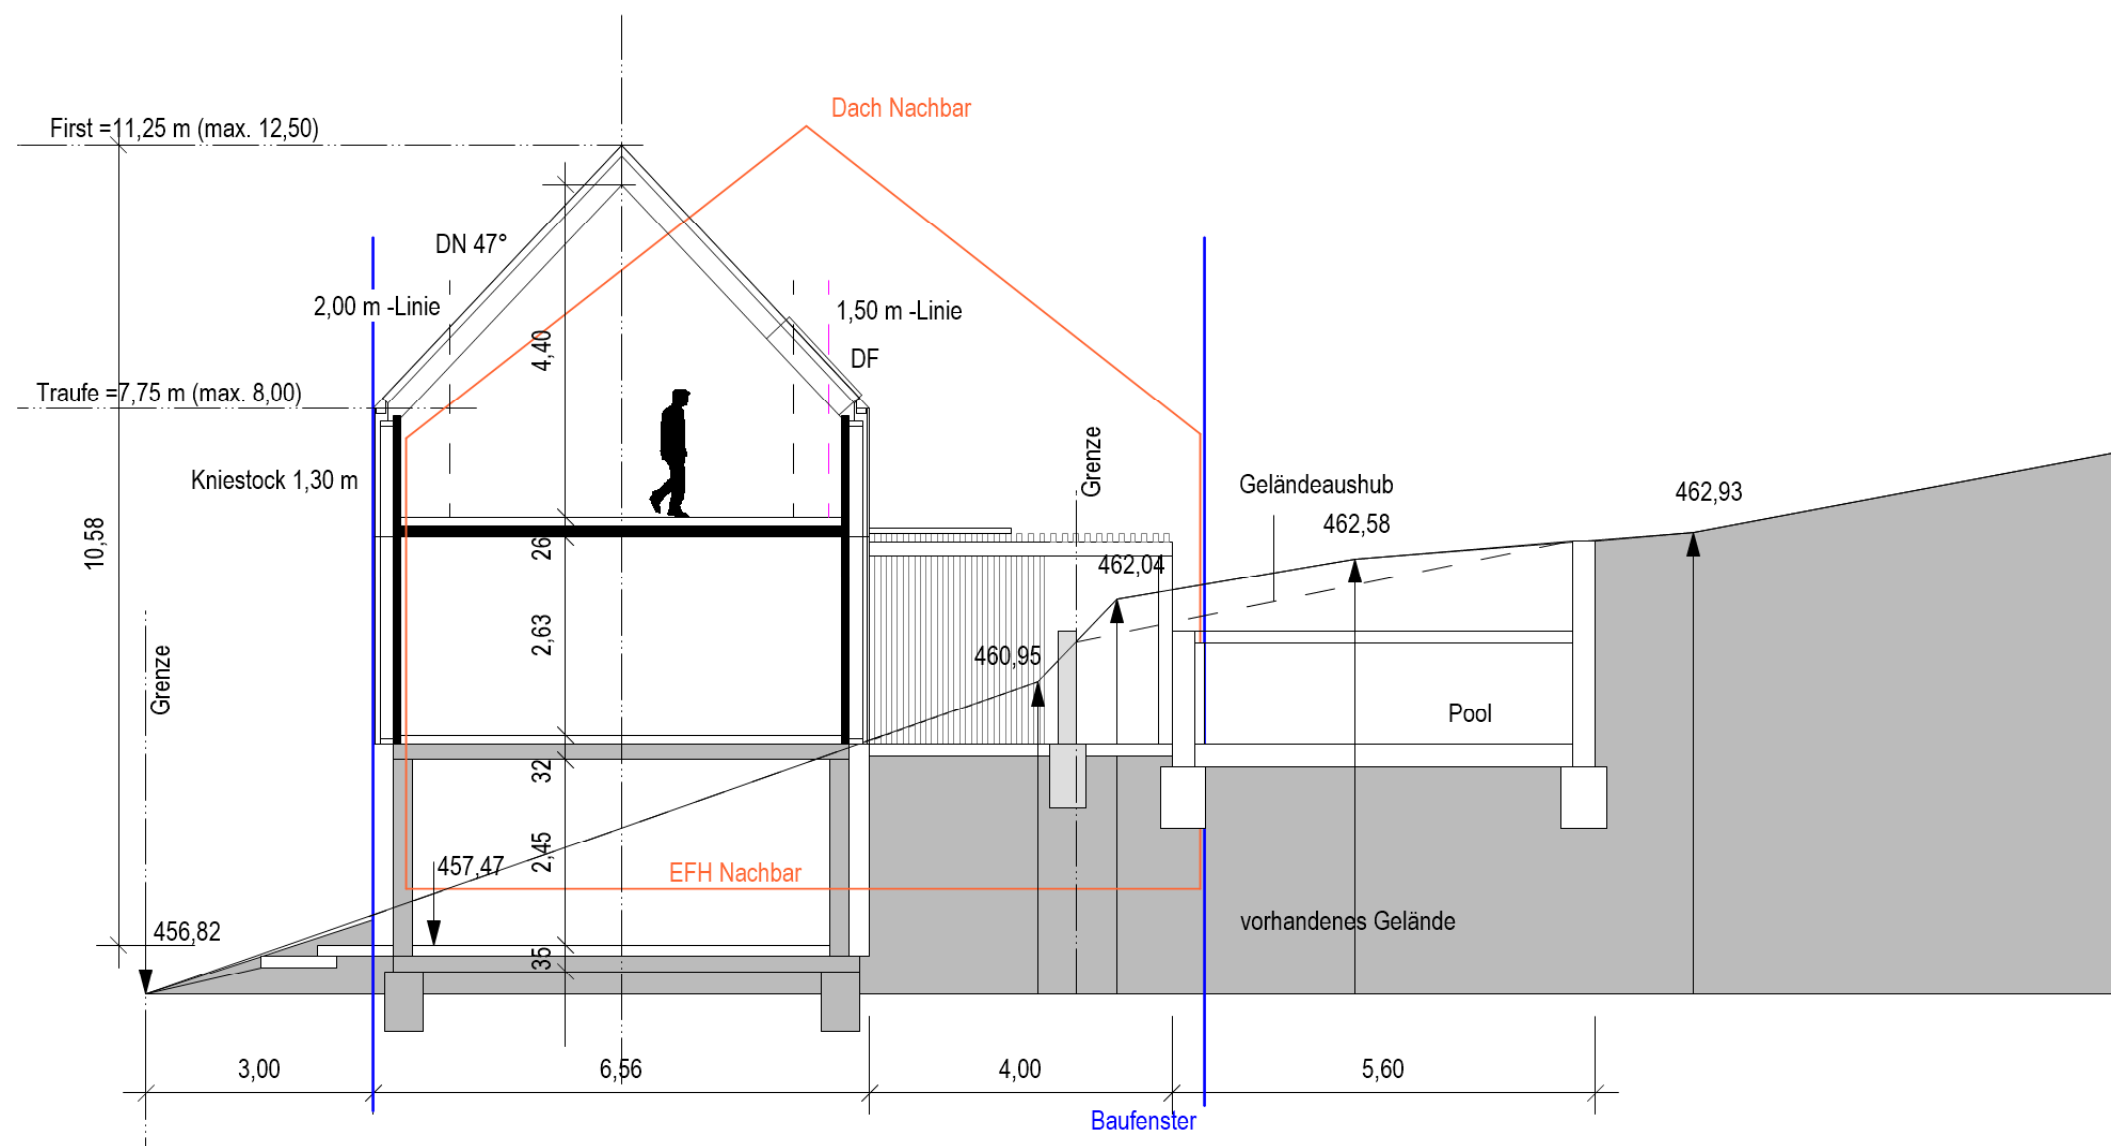 Dach Nachbar
First =11,25 m (max. 12,50)
DN 47°
2,00 m -Linie
1,50 m -Linie
4,40
DF
Traufe =7,75 m (max. 8,00)
Grenze
Kniestock 1,30 m
Geländeaushub
462,93
462,58
10,58
26
462,04
2,63
460,95
Grenze
Pool
32
2,45
457,47
EFH Nachbar
vorhandenes Gelände
456,82
35
3,00
6,56
4,00
5,60
Baufenster